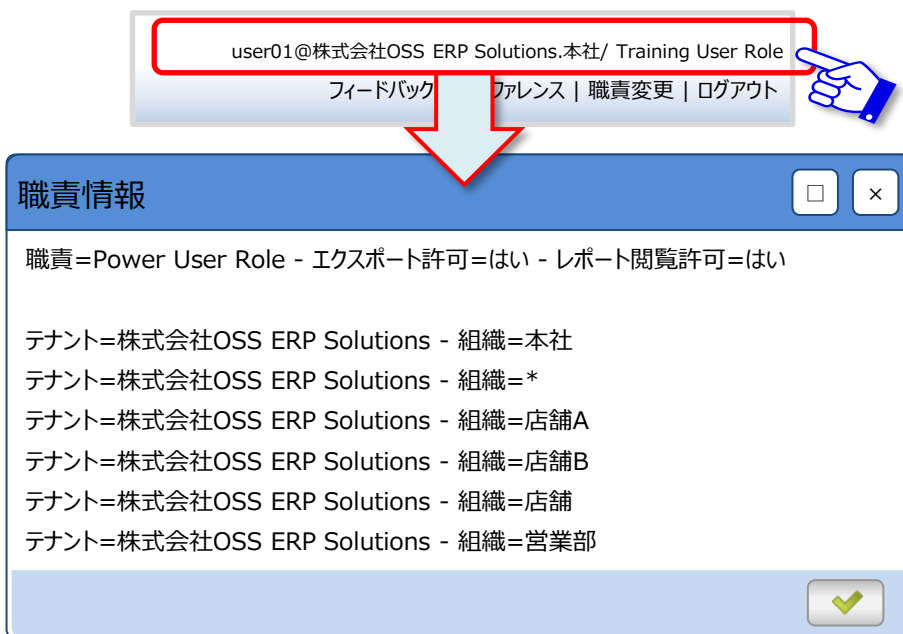 user01@株式会社OSS ERP Solutions.本社/ Training User Role
フィードバック ファレンス | 職責変更 | ログアウト
職責情報
職責=Power User Role - エクスポート許可=はい - レポート閲覧許可=はい
テナント=株式会社OSS ERP Solutions - 組織=本社
テナント=株式会社OSS ERP Solutions - 組織=*
テナント=株式会社OSS ERP Solutions - 組織=店舗A
テナント=株式会社OSS ERP Solutions - 組織=店舗B
テナント=株式会社OSS ERP Solutions - 組織=店舗
テナント=株式会社OSS ERP Solutions - 組織=営業部